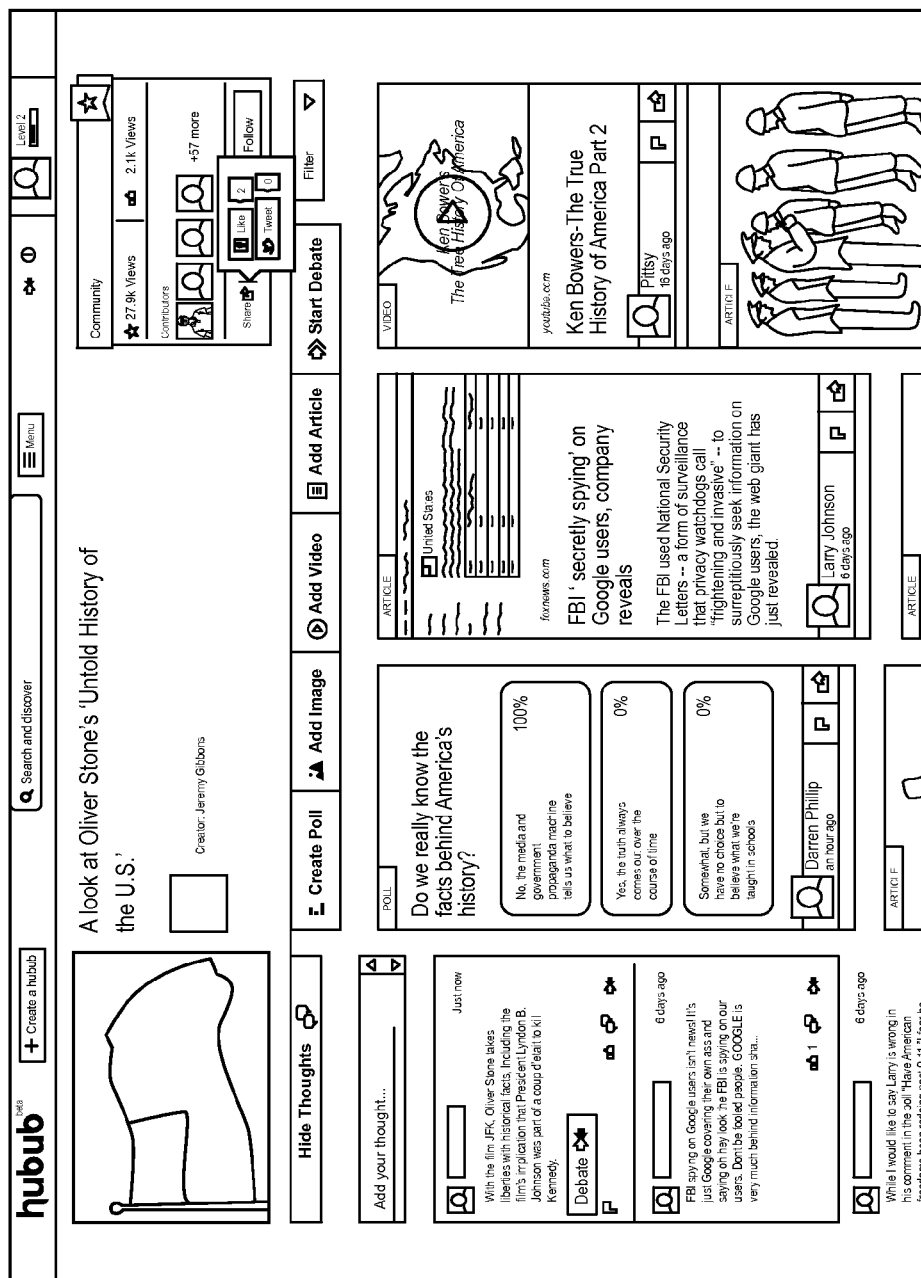 hubub
beta
+ Create a hubub
Search and discover
Menu
Level 2
A look at Oliver Stone's 'Untold History of
the U.S.'
Creator: Jeremy Gibbons
Community
27.9k Views
2.1k Views
Contributors
+57 more
Share
Follow
Like
2
Tweet
0
Hide Thoughts
Create Poll
Add Image
Add Video
Add Article
Start Debate
Filter
Add your thought...
Just now
With the film JFK, Oliver Stone takes
liberties with historical facts, Including the
film's implication that President Lyndon B.
Johnson was part of a coup d'etat to kill
Kennedy.
Debate
6 days ago
FBI spying on Google users isn't news! It's
just Google covering their own ass and
saying oh hey look the FBI is spying on our
users. Dont be fooled people. GOOGLE is
very much behind information sha...
1
6 days ago
While I would like to say Larry is wrong in
his comment in the poll "Have American
POLL
Do we really know the
facts behind America's
history?
No, the media and
government
propaganda machine
tells us what to believe
100%
Yes, the truth always
comes our over the
course of time
0%
Somewhat, but we
have no choice but to
believe what we're
taught in schools
0%
Darren Phillip
an hour ago
ARTICLE
ARTICLE
United States
foxnews.com
FBI ' secretly spying' on
Google users, company
reveals
The FBI used National Security
Letters -- a form of surveillance
that privacy watchdogs call
"frightening and invasive" -- to
surreptitiously seek information on
Google users, the web giant has
just revealed.
Larry Johnson
6 days ago
ARTICLE
VIDEO
Ken Bower's
The Tree History Of America
youtube.com
Ken Bowers-The True
History of America Part 2
Pittsy
16 days ago
ARTICLE